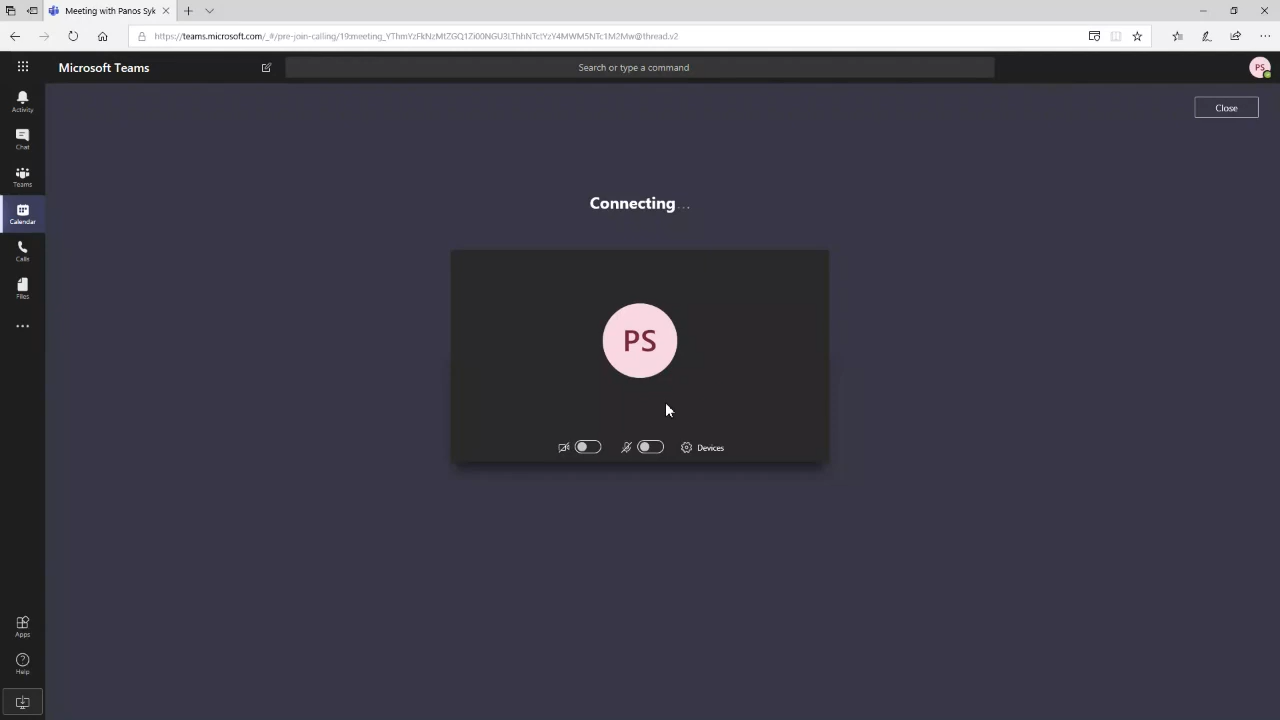 Meeting with Panos Syk
https://teams.microsoft.com/_#/pre-join-calling/19:meeting_YThmYzFkNzMtZGQ1Zi00NGU3LThhNTctYzY4MWM5NTc1M2Mw@thread.v2
Microsoft Teams
Search or type a command
PS
Activity
Close
Chat
Teams
Connecting...
Calendar
Calls
Files
PS
Devices
Apps
Help